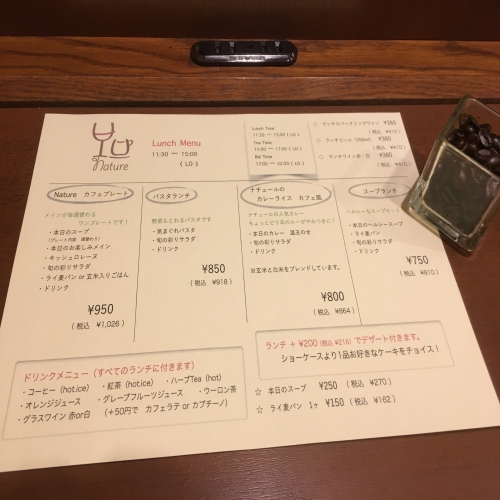 Nature
Lunch Menu
11:30 ― 15:00
( LO )
Lunch Time
11:30 ― 15:00 ( LO )
Tea Time
15:00 ― 17:00 ( LO )
Bar Time
17:00 ― 22:30 ( LO )
◇ ランチスパークリングワイン ¥380
(税込 ¥410)
◇ ランチビール (250ml) ¥380
(税込 ¥410)
◇ ランチワイン 赤・白 ¥380
(税込 ¥410)
Nature カフェプレート
メインが毎週替わる
ワンプレートです!
・本日のスープ
(プレート内容 週替わり)
・本日のお楽しみメイン
・キッシュロレーヌ
・旬の彩りサラダ
・ライ麦パン or 玄米入りごはん
・ドリンク
¥950
(税込 ¥1,026)
パスタランチ
野菜もとれるパスタです
・気まぐれパスタ
・旬の彩りサラダ
・ドリンク
¥850
(税込 ¥918)
ナチュールの
カレーライス カフェ風
ナチュールの人気カレー
ちょっとピリ辛のルーがやみつきに!
・本日のカレー 温玉のせ
・旬の彩りサラダ
・ドリンク
※玄米と白米をブレンドしています。
¥800
(税込 ¥864)
スープランチ
ヘルシーなスープセット
・本日のヘルシースープ
・ライ麦パン
・旬の彩りサラダ
・ドリンク
¥750
(税込 ¥810)
ドリンクメニュー(すべてのランチに付きます)
・コーヒー (hot.ice) ・紅茶 (hot.ice) ・ハーブTea (hot)
・オレンジジュース ・グレープフルーツジュース ・ウーロン茶
・グラスワイン 赤or白 (+50円で カフェラテ or カプチーノ)
ランチ + ¥200 (税込 ¥216) でデザート付きます。
ショーケースより1品お好きなケーキをチョイス!
☆ 本日のスープ ¥250 (税込 ¥270)
☆ ライ麦パン 1ヶ ¥150 (税込 ¥162)